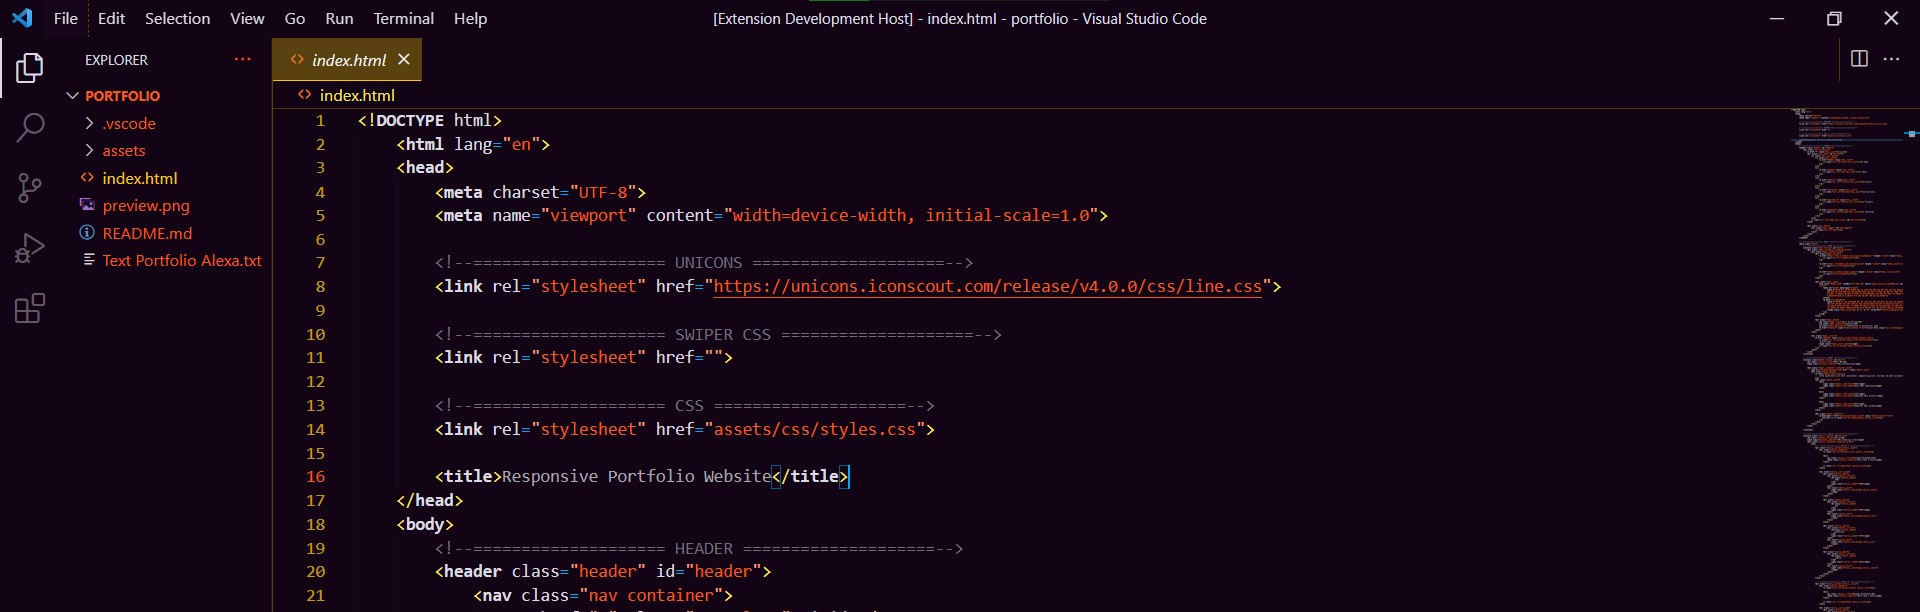 File Edit Selection View Go Run Terminal Help
[Extension Development Host] - index.html - portfolio - Visual Studio Code
EXPLORER
PORTFOLIO
.vscode
assets
index.html
preview.png
README.md
Text Portfolio Alexa.txt
index.html
index.html
1 <!DOCTYPE html>
2 <html lang="en">
3 <head>
4 <meta charset="UTF-8">
5 <meta name="viewport" content="width=device-width, initial-scale=1.0">
6
7 <!--==================== UNICONS ====================-->
8 <link rel="stylesheet" href="https://unicons.iconscout.com/release/v4.0.0/css/line.css">
9
10 <!--==================== SWIPER CSS ====================-->
11 <link rel="stylesheet" href="">
12
13 <!--==================== CSS ====================-->
14 <link rel="stylesheet" href="assets/css/styles.css">
15
16 <title>Responsive Portfolio Website</title>
17 </head>
18 <body>
19 <!--==================== HEADER ====================-->
20 <header class="header" id="header">
21 <nav class="nav container">